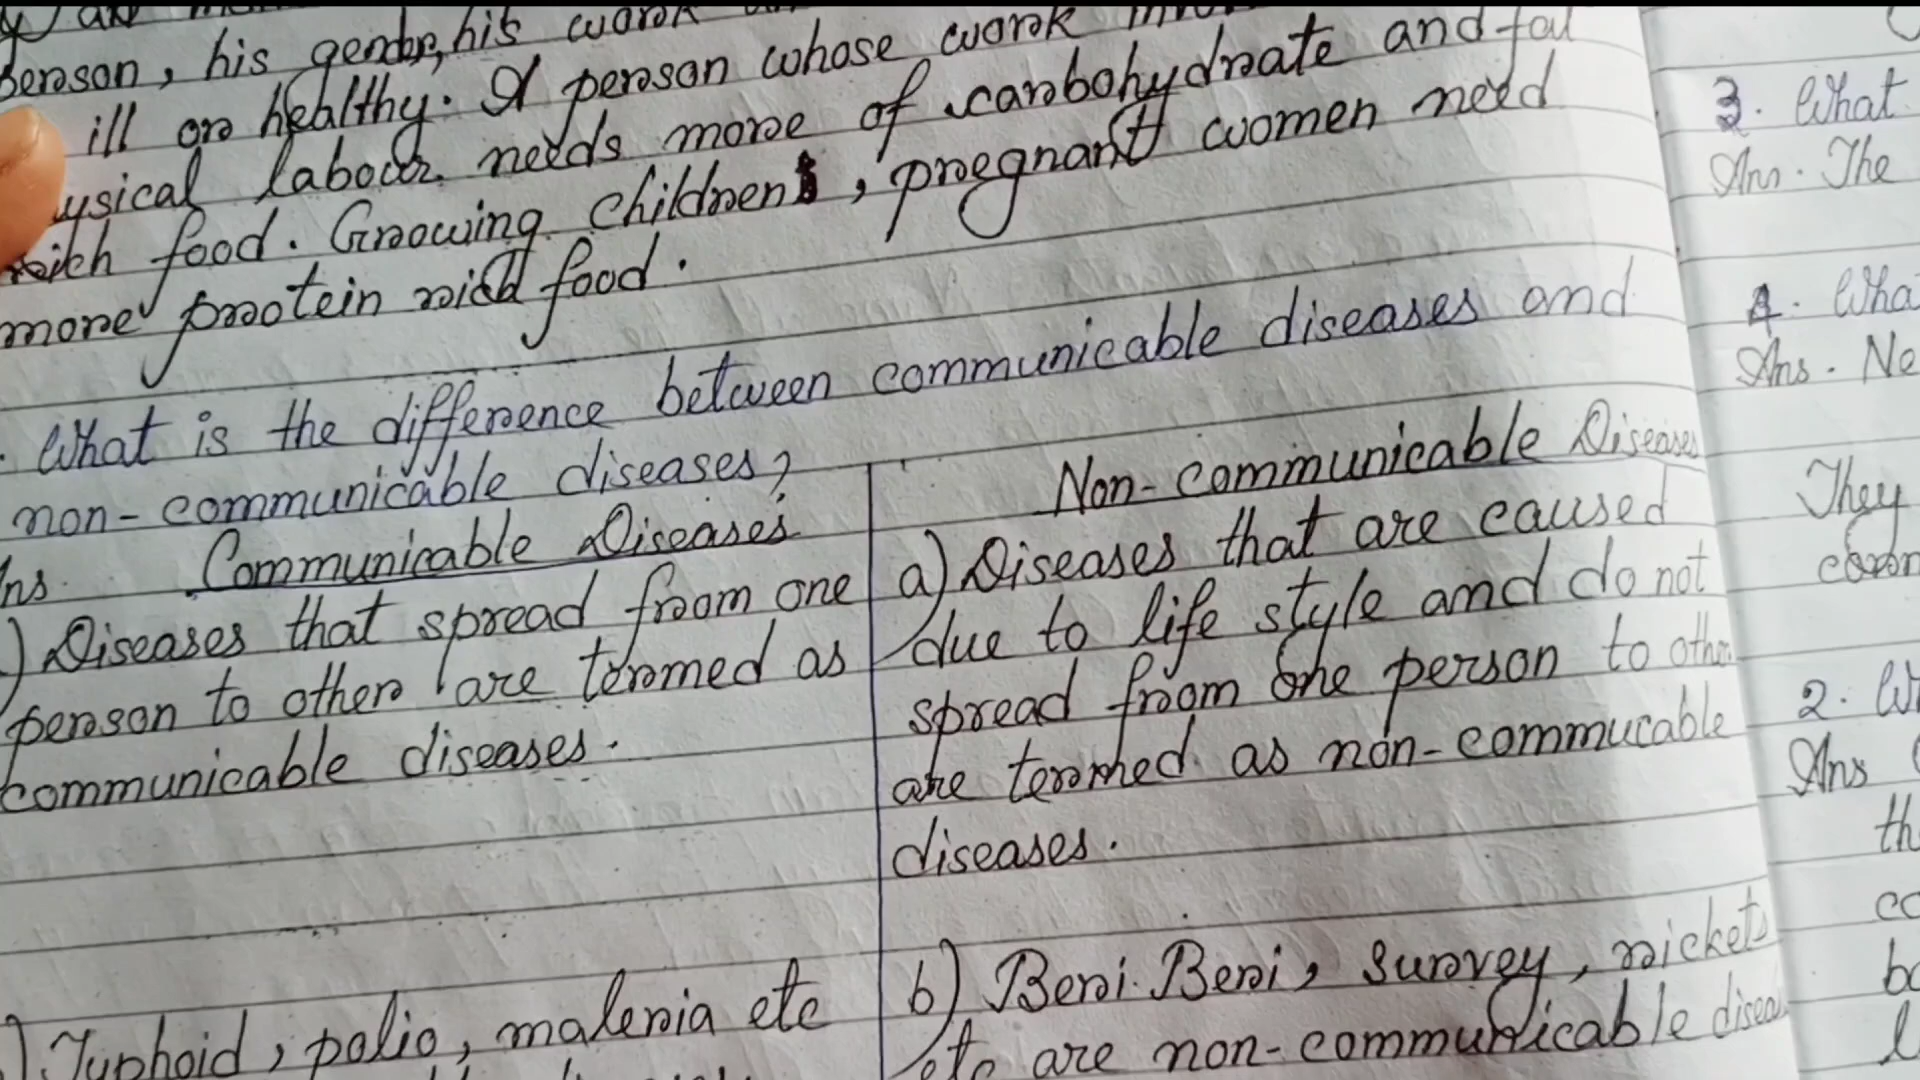 person, his gender, his work
ill or healthy. A person whose work
ysical labour needs more of carbohydrate and fat
rich food. Growing children, pregnant women need
more protein rich food.
. What is the difference between communicable diseases and
non-communicable diseases?
Ans. Communicable Diseases
) Diseases that spread from one
person to other are termed as
communicable diseases.
) Typhoid, polio, maleria etc
Non-communicable Diseases
a) Diseases that are caused
due to life style and do not
spread from one person to other
are termed as non-commucable
diseases.
b) Beri Beri, survey, rickets
etc are non-communicable
3. What
Ans. The
4. Wha
Ans. Ne
They
2. W
Ans
th
co